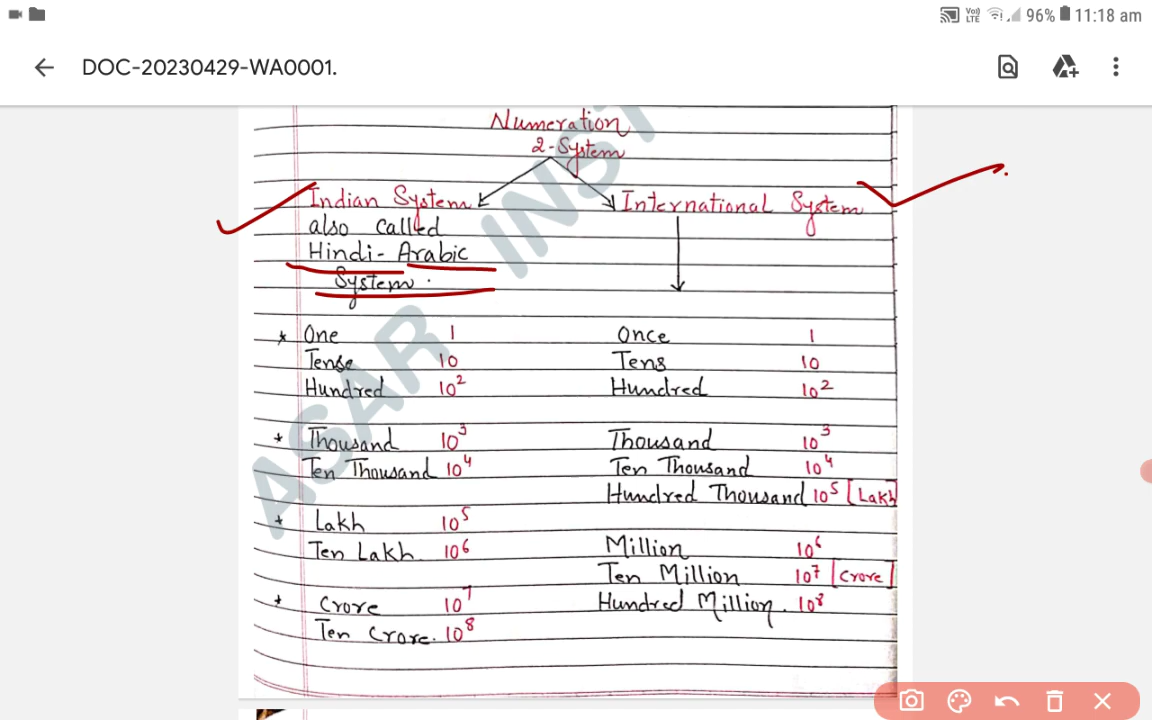 Vo) LTE 96% 11:18 am
DOC-20230429-WA0001.
Numeration
2-System
Indian System International System
also called
Hindi-Arabic
System.
* One 1 Once 1
Tense 10 Tens 10
Hundred 10² Hundred 10²
* Thousand 10³ Thousand 10³
Ten Thousand 10⁴ Ten Thousand 10⁴
Hundred Thousand 10⁵ [Lakh]
* Lakh 10⁵
Ten Lakh 10⁶ Million 10⁶
Ten Million 10⁷ [Crore]
* Crore 10⁷ Hundred Million. 10⁸
Ten Crore. 10⁸
ASAR INST